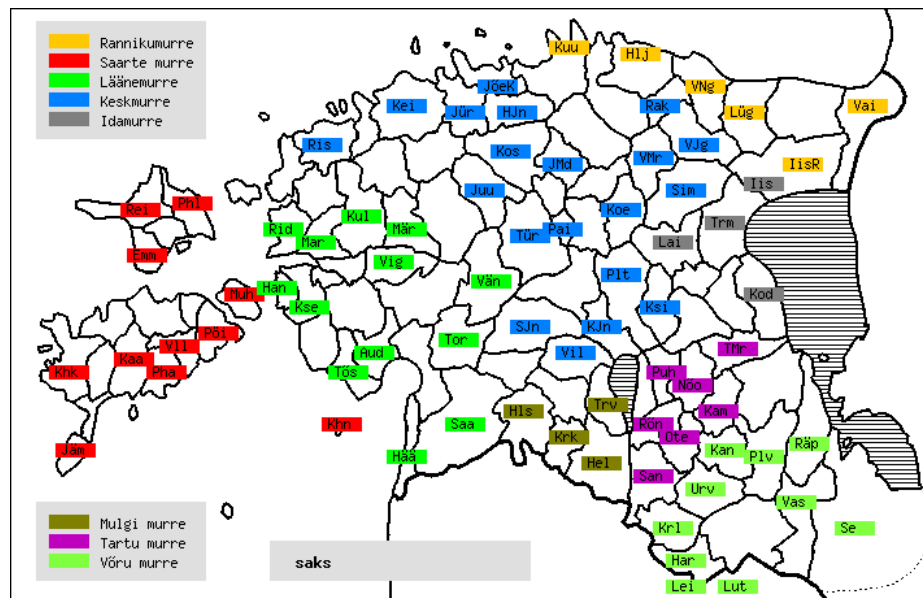 Rannikumurre
Saarte murre
Läänemurre
Keskmurre
Idamurre
Kuu
Hlj
JõeK
VNg
Kei
Jür
HJn
Rak
Lüg
Vai
Ris
Kos
JMd
VMr
VJg
IisR
Juu
Sim
Iis
Rei
Phl
Kul
Koe
Rid
Mar
Mär
Tür
Pai
Lai
Trm
Emm
Vig
Vän
Plt
Muh
Han
Kse
Ksi
Kod
Pöi
Vll
SJn
KJn
Tor
TMr
Khk
Kaa
Pha
Aud
Vil
Tõs
Puh
Nõo
Trv
Hls
Kam
Khn
Saa
Rõn
Krk
Ote
Kan
Räp
Jäm
Hää
Hel
Plv
San
Urv
Vas
Krl
Se
Har
Lei
Lut
Mulgi murre
Tartu murre
Võru murre
saks